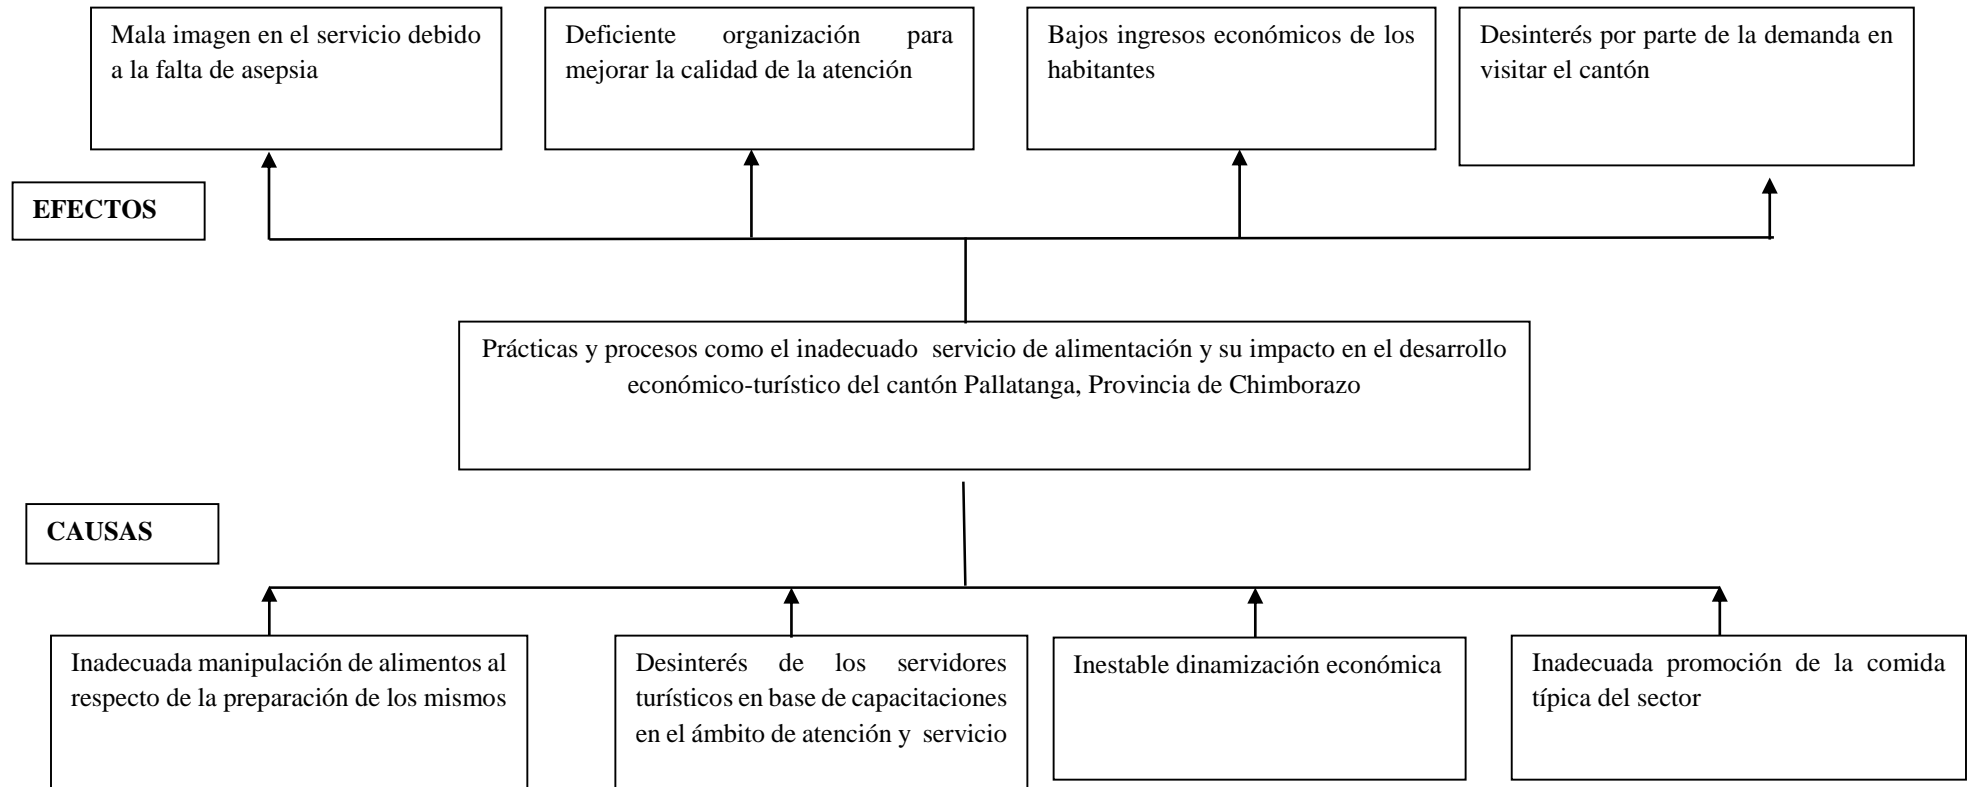 Mala imagen en el servicio debido
a la falta de asepsia
Deficiente organización para
mejorar la calidad de la atención
Bajos ingresos económicos de los
habitantes
Desinterés por parte de la demanda en
visitar el cantón
EFECTOS
Prácticas y procesos como el inadecuado servicio de alimentación y su impacto en el desarrollo
económico-turístico del cantón Pallatanga, Provincia de Chimborazo
CAUSAS
Inadecuada manipulación de alimentos al
respecto de la preparación de los mismos
Desinterés de los servidores
turísticos en base de capacitaciones
en el ámbito de atención y servicio
Inestable dinamización económica
Inadecuada promoción de la comida
típica del sector